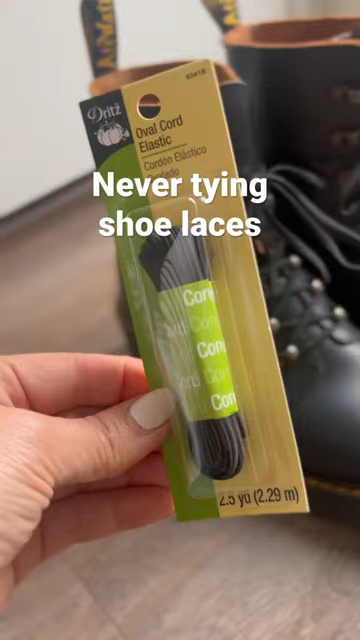 Dritz
Oval Cord
Elastic
Cordón Elástico
Never tying
shoe laces
Cord
Cord
Cord
2.5 yd (2.29 m)